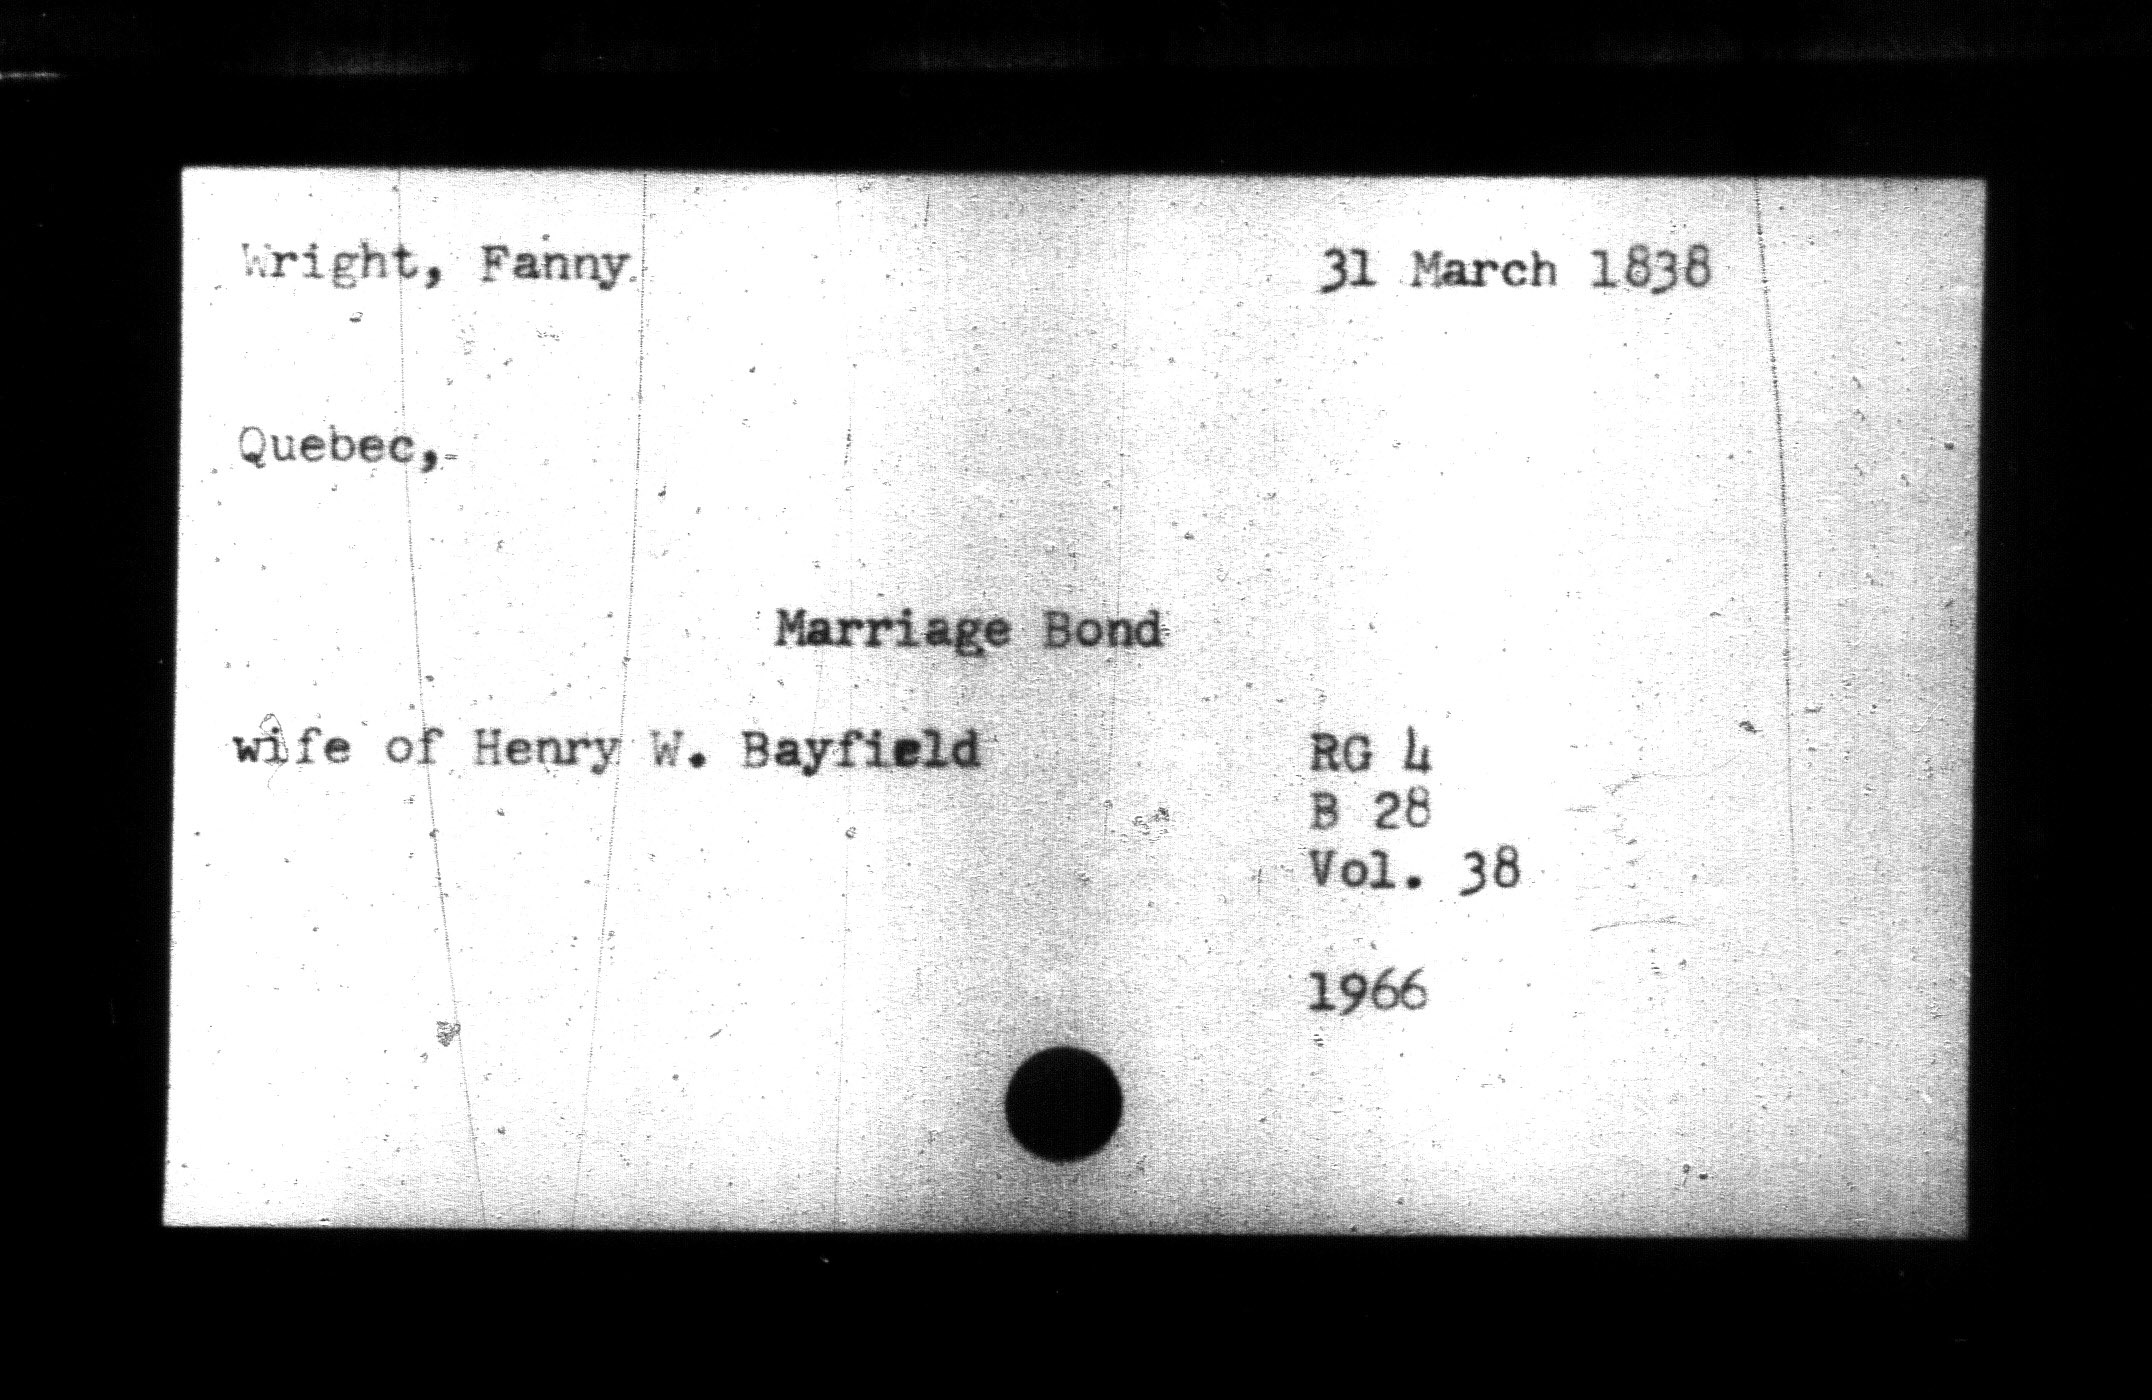 Wright, Fanny
31 March 1838
Quebec,
Marriage Bond
wife of Henry W. Bayfield
RG 4
B 28
Vol. 38
1966